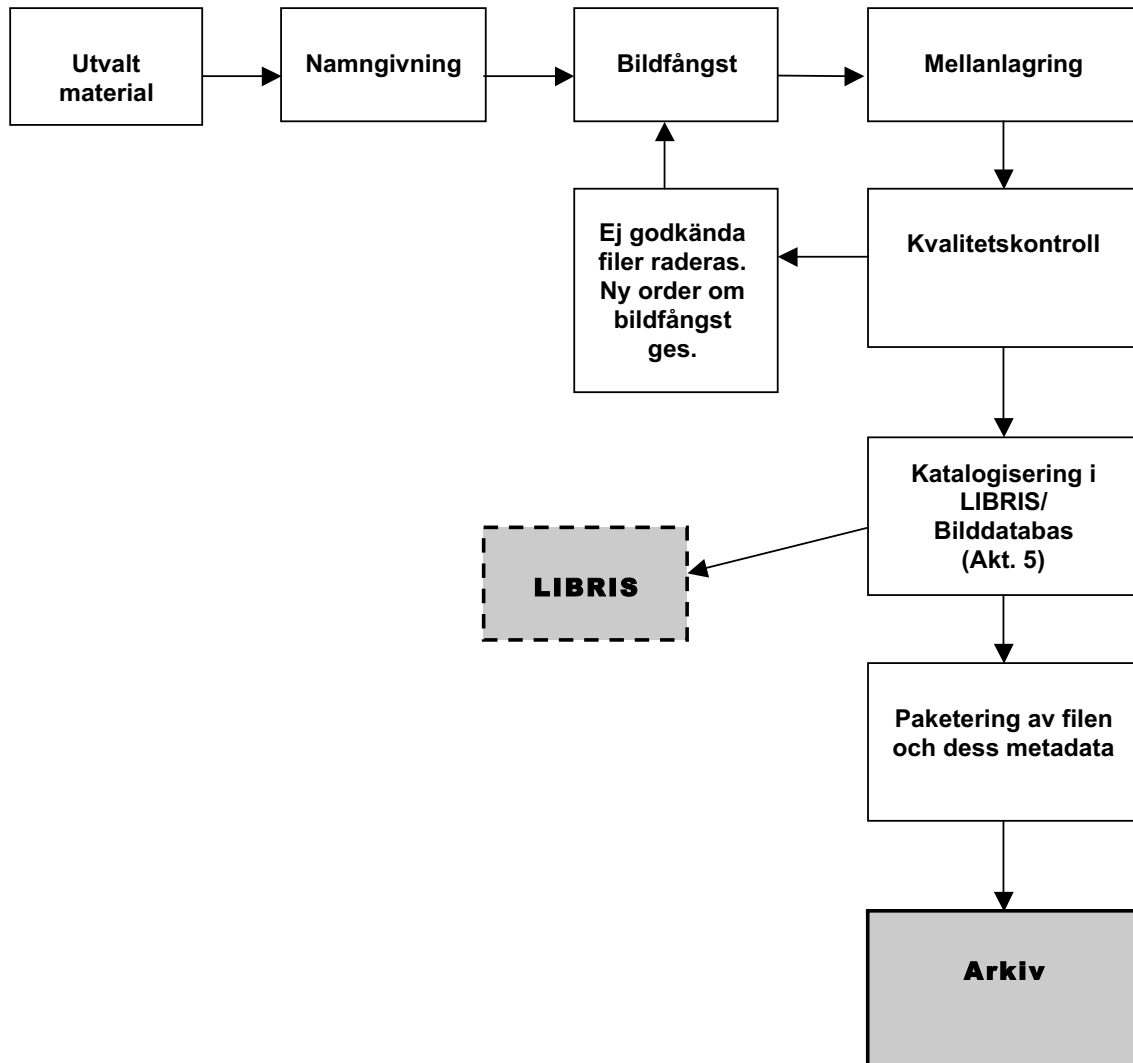 Utvalt
material
Namngivning
Bildfångst
Mellanlagring
Ej godkända
filer raderas.
Ny order om
bildfångst
ges.
Kvalitetskontroll
Katalogisering i
LIBRIS/
Bilddatabas
(Akt. 5)
LIBRIS
Paketering av filen
och dess metadata
Arkiv